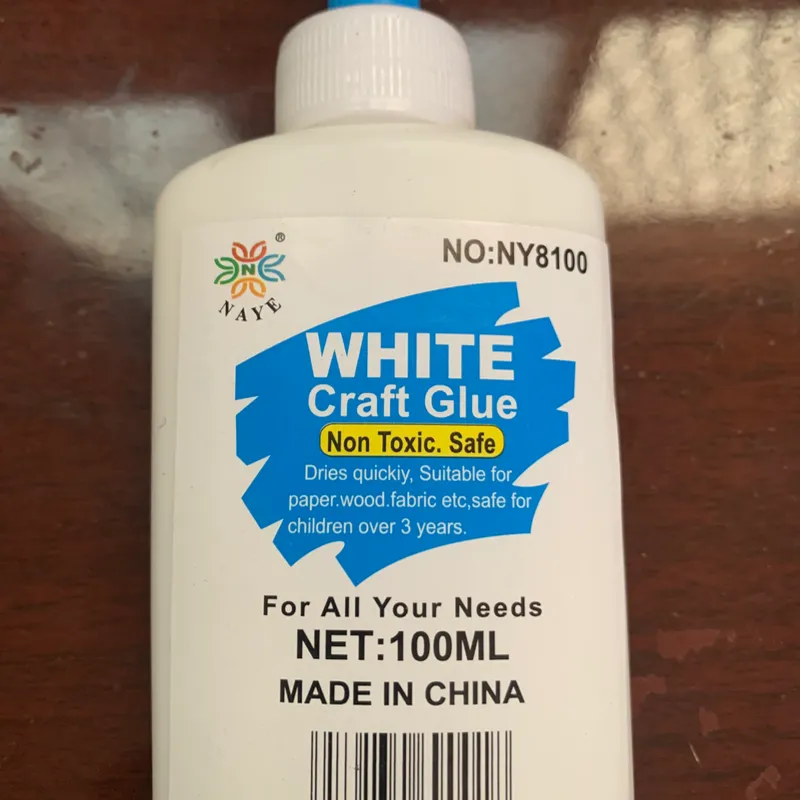 ®
N
NAYE
NO:NY8100
WHITE
Craft Glue
Non Toxic. Safe
Dries quickiy, Suitable for
paper.wood.fabric etc,safe for
children over 3 years.
For All Your Needs
NET:100ML
MADE IN CHINA